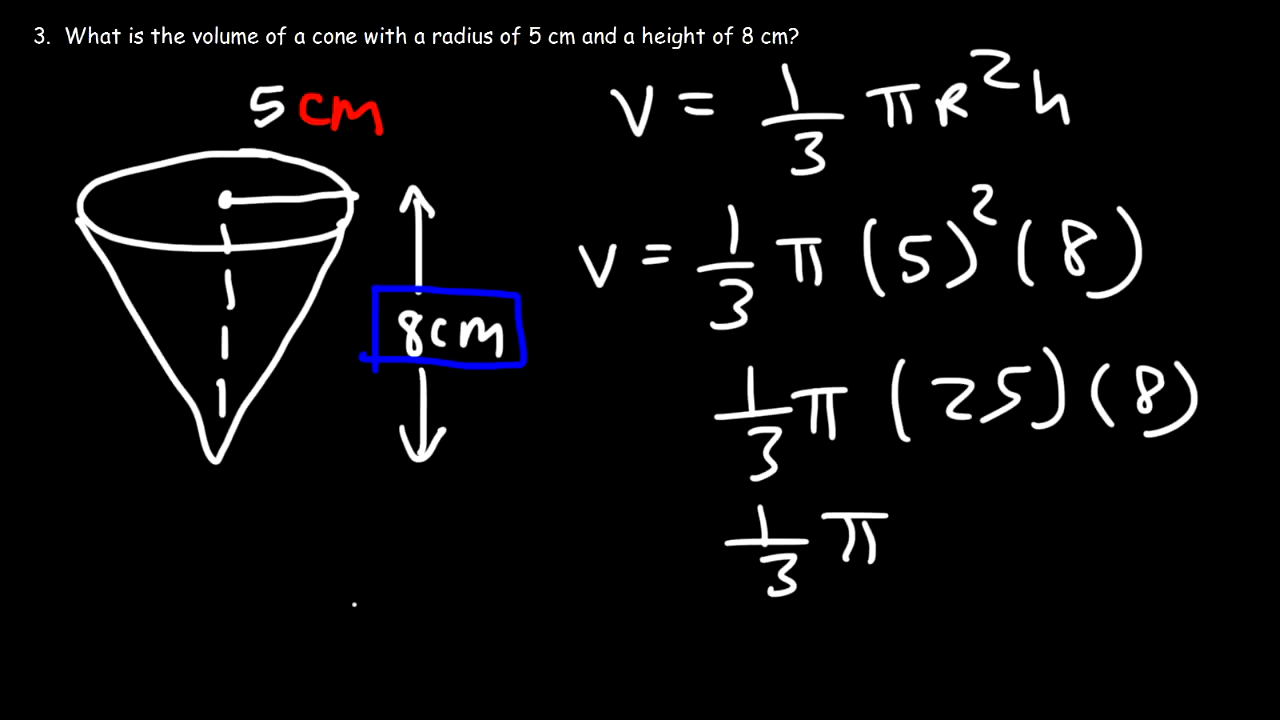 3. What is the volume of a cone with a radius of 5 cm and a height of 8 cm?
5 cm
8cm
V = 1/3 π R² h
V = 1/3 π (5)² (8)
1/3 π (25) (8)
1/3 π